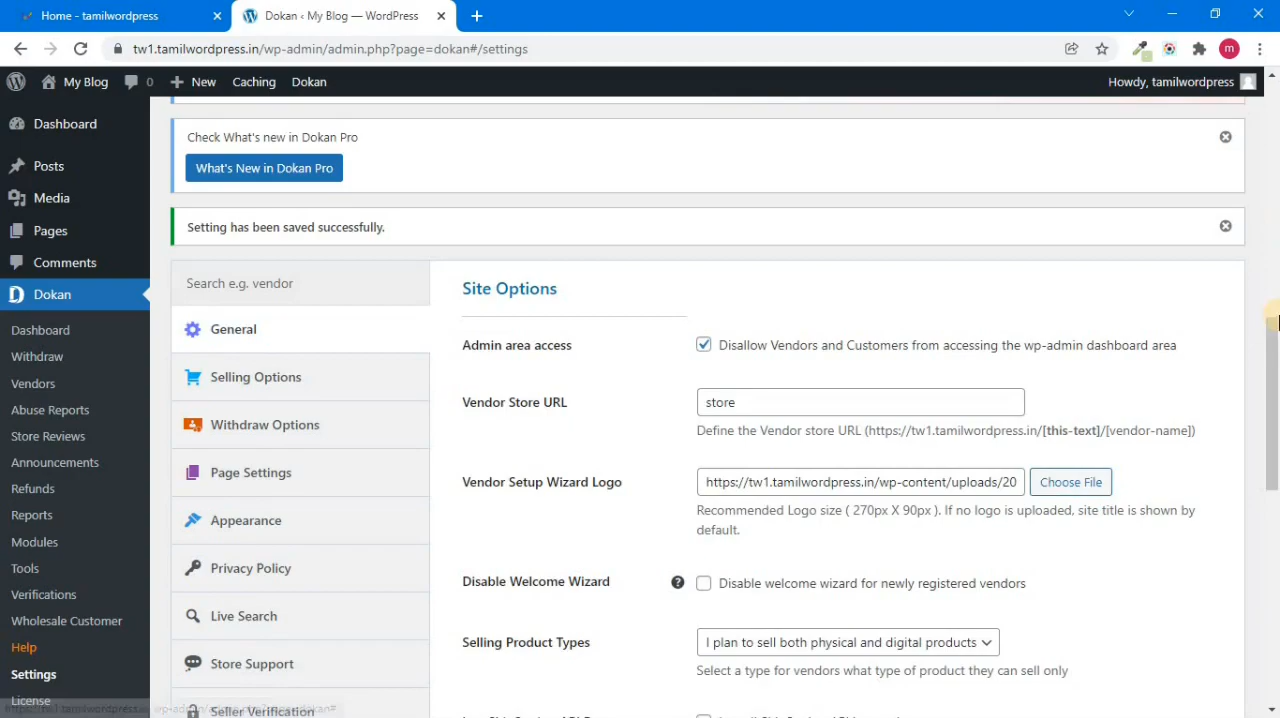 Home - tamilwordpress
Dokan ‹ My Blog — WordPress
tw1.tamilwordpress.in/wp-admin/admin.php?page=dokan#/settings
m
My Blog
0
New
Caching
Dokan
Howdy, tamilwordpress
Dashboard
Posts
Media
Pages
Comments
Dokan
Dashboard
Withdraw
Vendors
Abuse Reports
Store Reviews
Announcements
Refunds
Reports
Modules
Tools
Verifications
Wholesale Customer
Help
Settings
License
Check What's new in Dokan Pro
What's New in Dokan Pro
Setting has been saved successfully.
Search e.g. vendor
General
Selling Options
Withdraw Options
Page Settings
Appearance
Privacy Policy
Live Search
Store Support
Seller Verification
Site Options
Admin area access
Disallow Vendors and Customers from accessing the wp-admin dashboard area
Vendor Store URL
store
Define the Vendor store URL (https://tw1.tamilwordpress.in/[this-text]/[vendor-name])
Vendor Setup Wizard Logo
https://tw1.tamilwordpress.in/wp-content/uploads/20
Choose File
Recommended Logo size ( 270px X 90px ). If no logo is uploaded, site title is shown by
default.
Disable Welcome Wizard
Disable welcome wizard for newly registered vendors
Selling Product Types
I plan to sell both physical and digital products
Select a type for vendors what type of product they can sell only